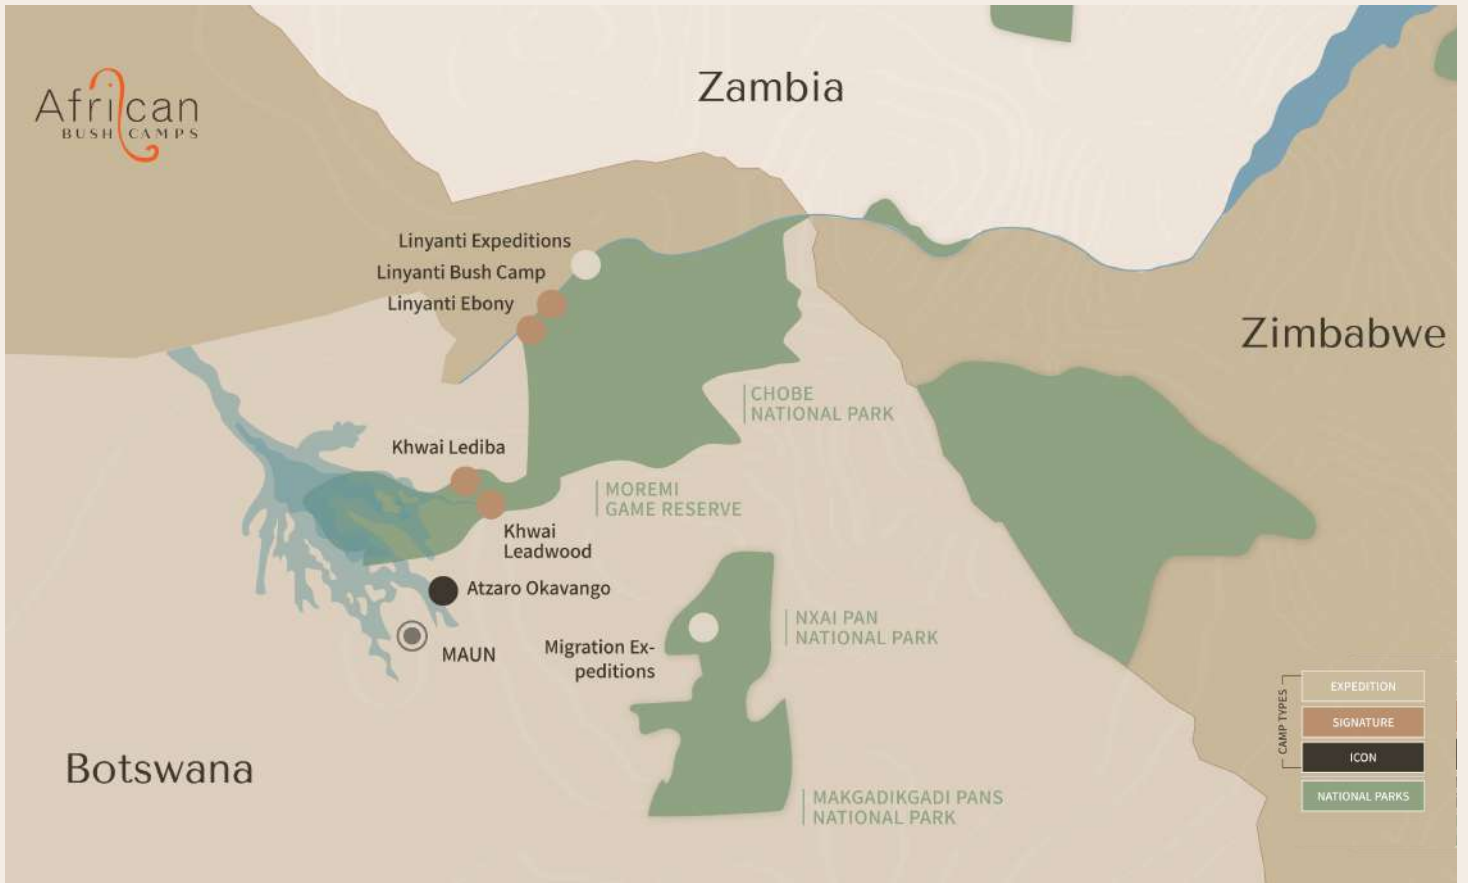 African
BUSH CAMPS
Zambia
Linyanti Expeditions
Linyanti Bush Camp
Linyanti Ebony
Zimbabwe
CHOBE
NATIONAL PARK
Khwai Lediba
MOREMI
GAME RESERVE
Khwai
Leadwood
Atzaro Okavango
MAUN
Migration Ex-
peditions
NXAI PAN
NATIONAL PARK
Botswana
MAKGADIKGADI PANS
NATIONAL PARK
CAMP TYPES
EXPEDITION
SIGNATURE
ICON
NATIONAL PARKS